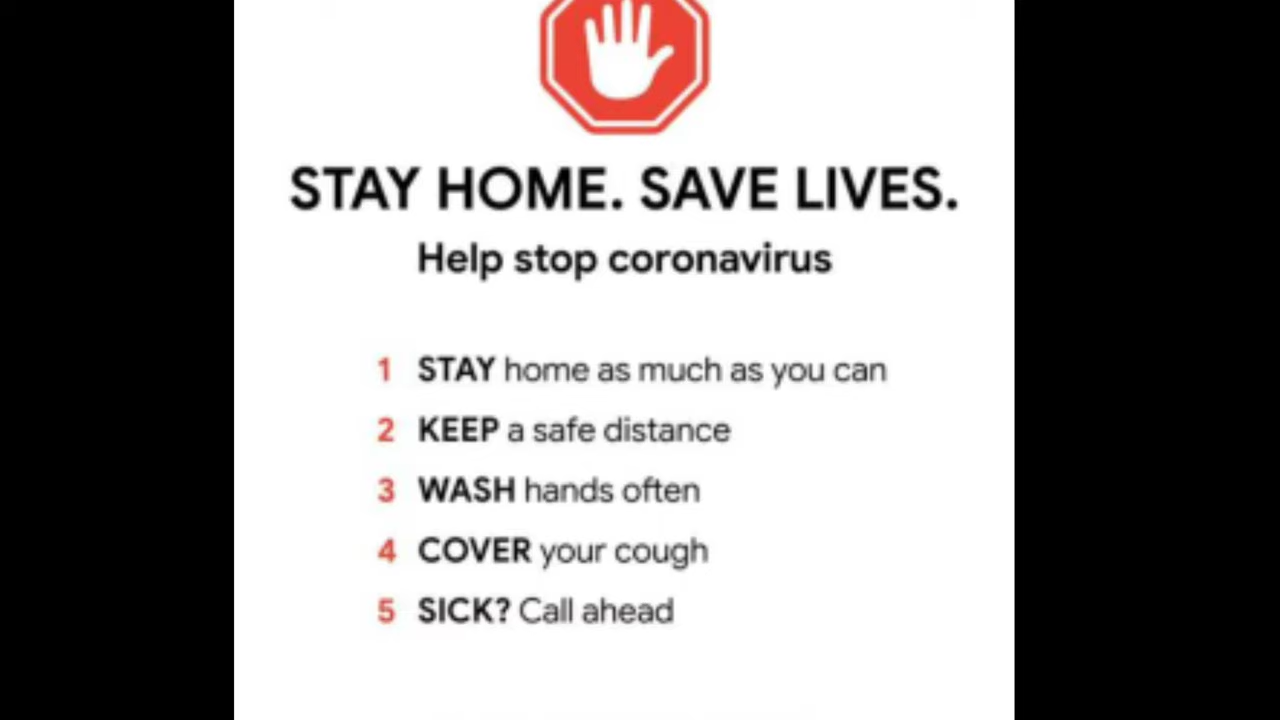 STAY HOME. SAVE LIVES.
Help stop coronavirus
1 STAY home as much as you can
2 KEEP a safe distance
3 WASH hands often
4 COVER your cough
5 SICK? Call ahead